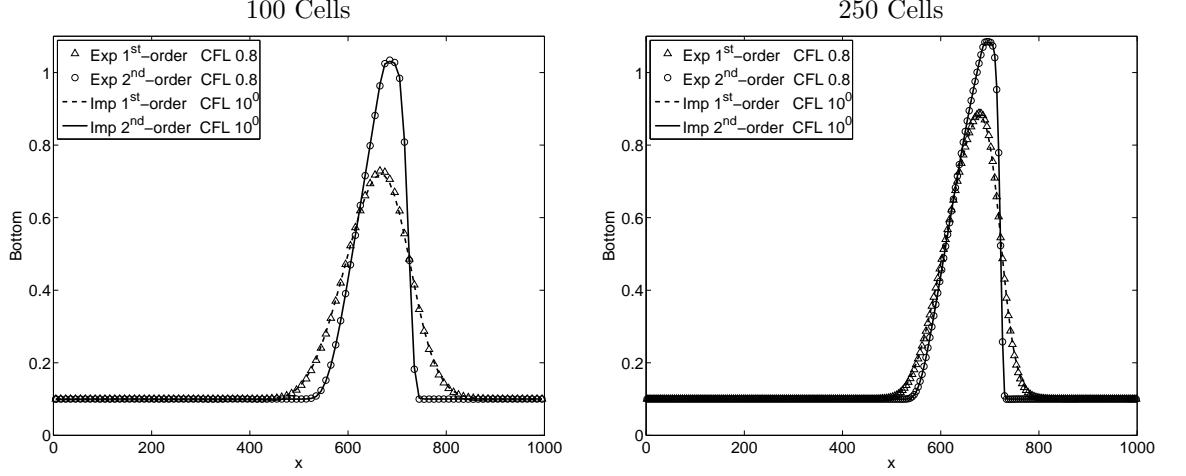 100 Cells
250 Cells
Exp 1st−order CFL 0.8
Exp 2nd−order CFL 0.8
Imp 1st−order CFL 10^0
Imp 2nd−order CFL 10^0
1
0.8
0.6
0.4
0.2
0
Bottom
0 200 400 600 800 1000
x
Exp 1st−order CFL 0.8
Exp 2nd−order CFL 0.8
Imp 1st−order CFL 10^0
Imp 2nd−order CFL 10^0
1
0.8
0.6
0.4
0.2
0
Bottom
0 200 400 600 800 1000
x